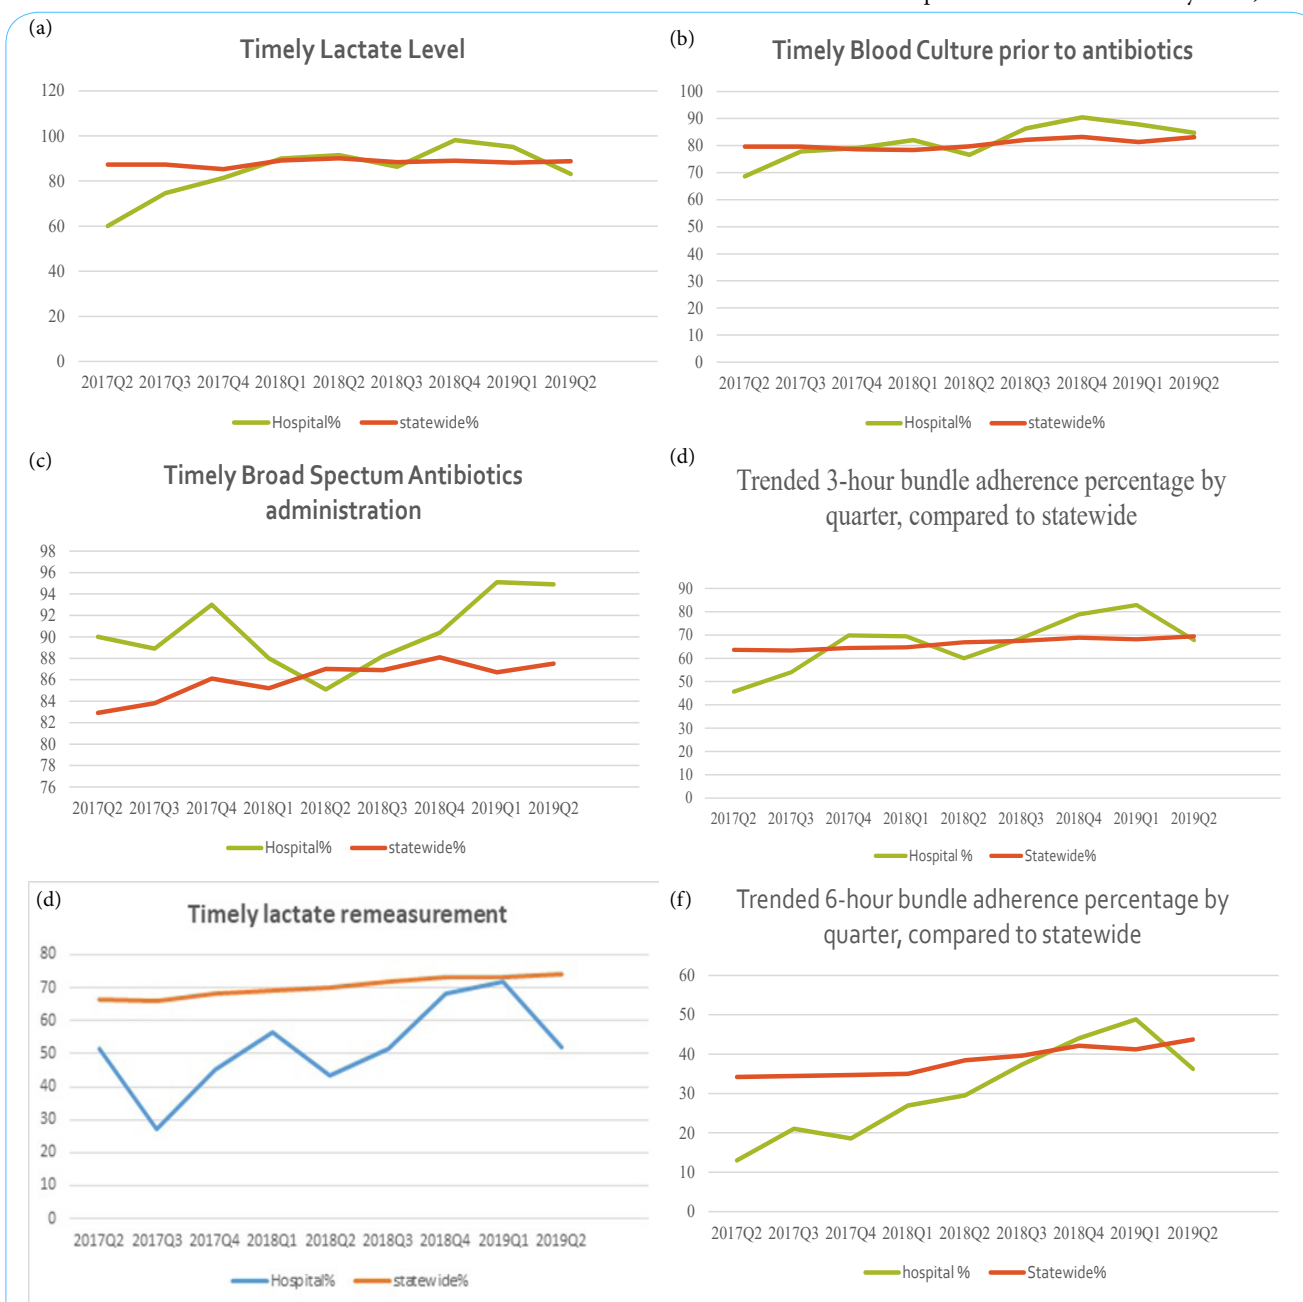 (a)
Timely Lactate Level
120
100
80
60
40
20
0
2017Q2 2017Q3 2017Q4 2018Q1 2018Q2 2018Q3 2018Q4 2019Q1 2019Q2
Hospital% statewide%
(b)
Timely Blood Culture prior to antibiotics
100
90
80
70
60
50
40
30
20
10
0
2017Q2 2017Q3 2017Q4 2018Q1 2018Q2 2018Q3 2018Q4 2019Q1 2019Q2
Hospital% statewide%
(c)
Timely Broad Spectum Antibiotics
administration
98
96
94
92
90
88
86
84
82
80
78
76
2017Q2 2017Q3 2017Q4 2018Q1 2018Q2 2018Q3 2018Q4 2019Q1 2019Q2
Hospital% statewide%
(d)
Trended 3-hour bundle adherence percentage by
quarter, compared to statewide
90
80
70
60
50
40
30
20
10
0
2017Q2 2017Q3 2017Q4 2018Q1 2018Q2 2018Q3 2018Q4 2019Q1 2019Q2
Hospital % Statewide%
(d)
Timely lactate remeasurement
80
70
60
50
40
30
20
10
0
2017Q2 2017Q3 2017Q4 2018Q1 2018Q2 2018Q3 2018Q4 2019Q1 2019Q2
Hospital% statewide%
(f)
Trended 6-hour bundle adherence percentage by
quarter, compared to statewide
60
50
40
30
20
10
0
2017Q2 2017Q3 2017Q4 2018Q1 2018Q2 2018Q3 2018Q4 2019Q1 2019Q2
hospital % Statewide%